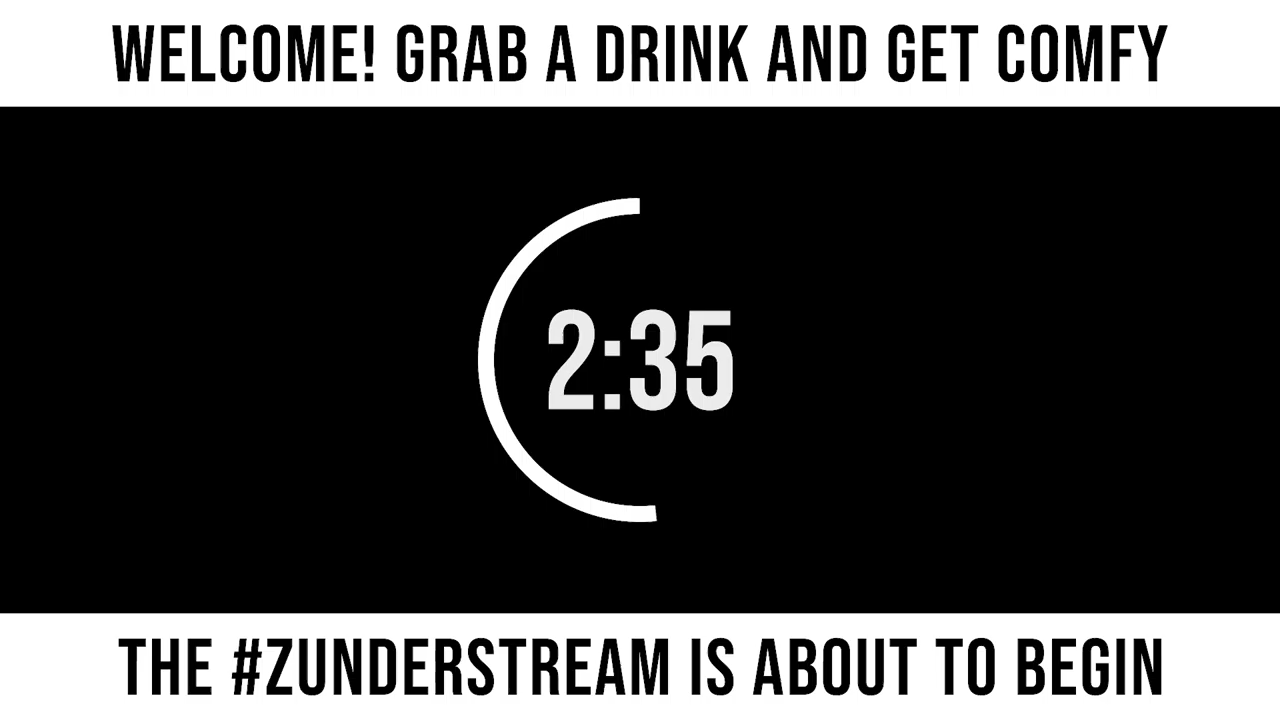 WELCOME! GRAB A DRINK AND GET COMFY
2:35
THE #ZUNDERSTREAM IS ABOUT TO BEGIN